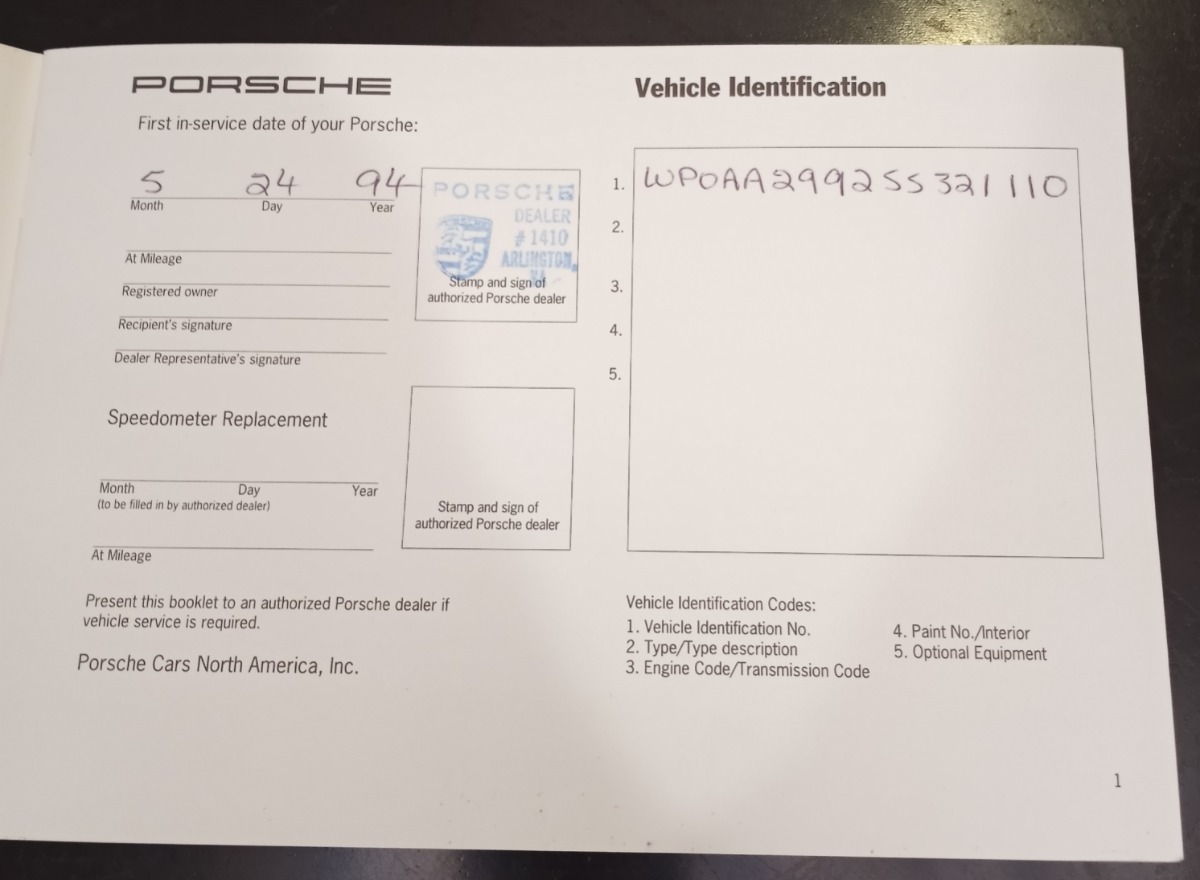 PORSCHE
First in-service date of your Porsche:
5 24 94
Month Day Year
At Mileage
Registered owner
Recipient's signature
Dealer Representative's signature
PORSCHE
DEALER
# 1410
ARLINGTON,
VA
Stamp and sign of
authorized Porsche dealer
Speedometer Replacement
Month Day Year
(to be filled in by authorized dealer)
At Mileage
Stamp and sign of
authorized Porsche dealer
Present this booklet to an authorized Porsche dealer if
vehicle service is required.
Porsche Cars North America, Inc.
Vehicle Identification
1. WP0AA2992SS321110
2.
3.
4.
5.
Vehicle Identification Codes:
1. Vehicle Identification No.
2. Type/Type description
3. Engine Code/Transmission Code
4. Paint No./Interior
5. Optional Equipment
1